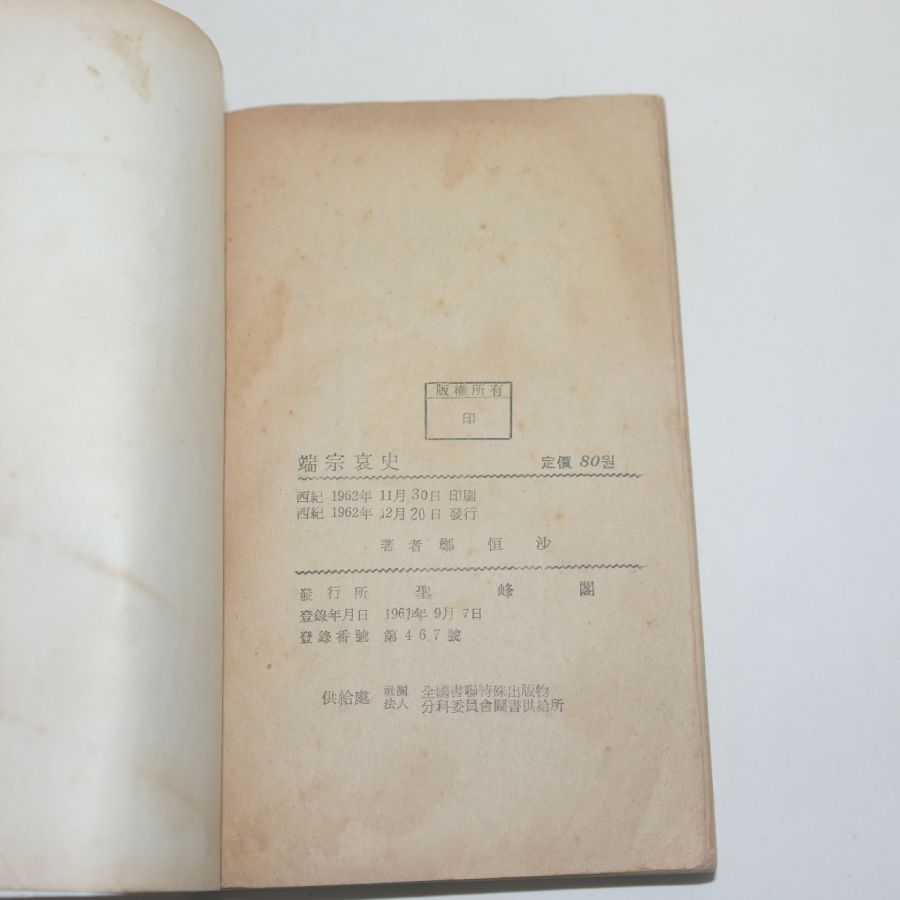 版權所有
印
端宗哀史 定價 80원
西紀 1962年 11月 30日 印刷
西紀 1962年 12月 20日 發行
著者 鄭恒沙
發行所 聖峰閣
登錄年月日 1961年 9月 7日
登錄番號 第467號
供給處 社團法人 全國書聯特殊出版物
分科委員會圖書供給所